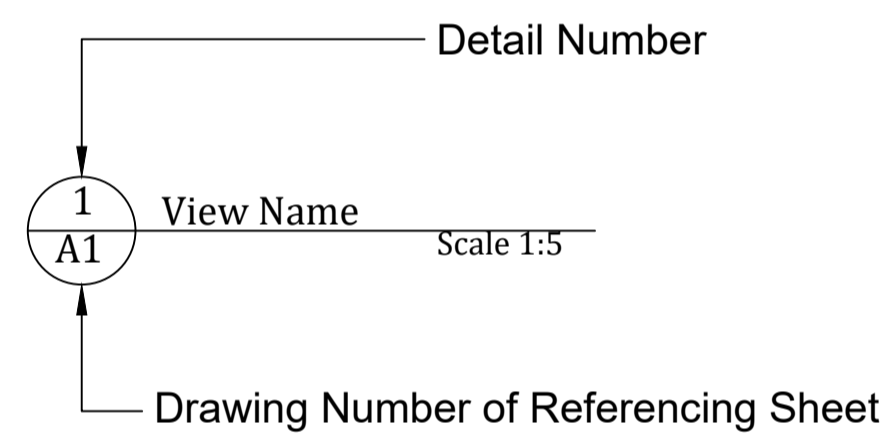 Detail Number
1
View Name
A1
Scale 1:5
Drawing Number of Referencing Sheet